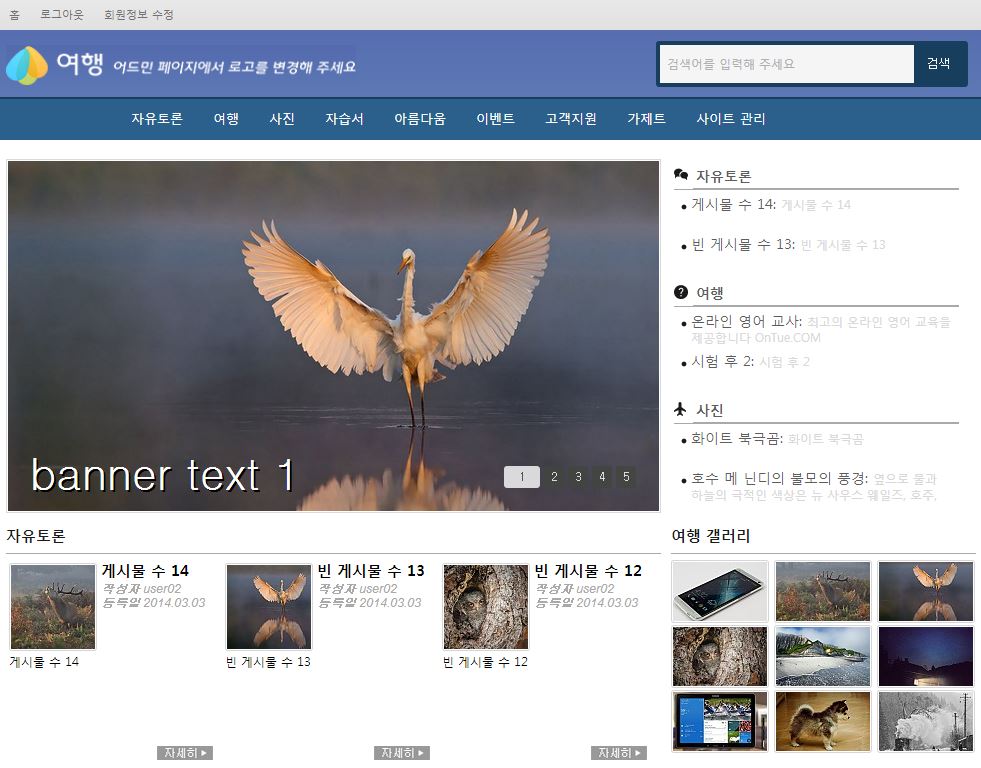 홈 로그아웃 회원정보 수정
여행 어드민 페이지에서 로고를 변경해 주세요
검색어를 입력해 주세요 검색
자유토론 여행 사진 자습서 아름다움 이벤트 고객지원 가제트 사이트 관리
banner text 1
1 2 3 4 5
자유토론
게시물 수 14: 게시물 수 14
빈 게시물 수 13: 빈 게시물 수 13
여행
온라인 영어 교사: 최고의 온라인 영어 교육을
제공합니다 OnTue.COM
시험 후 2: 시험 후 2
사진
화이트 북극곰: 화이트 북극곰
호수 메 닌디의 불모의 풍경: 옆으로 물과
하늘의 극적인 색상은 뉴 사우스 웨일즈, 호주,
자유토론
게시물 수 14
작성자 user02
등록일 2014.03.03
게시물 수 14
자세히
빈 게시물 수 13
작성자 user02
등록일 2014.03.03
빈 게시물 수 13
자세히
빈 게시물 수 12
작성자 user02
등록일 2014.03.03
빈 게시물 수 12
자세히
여행 갤러리